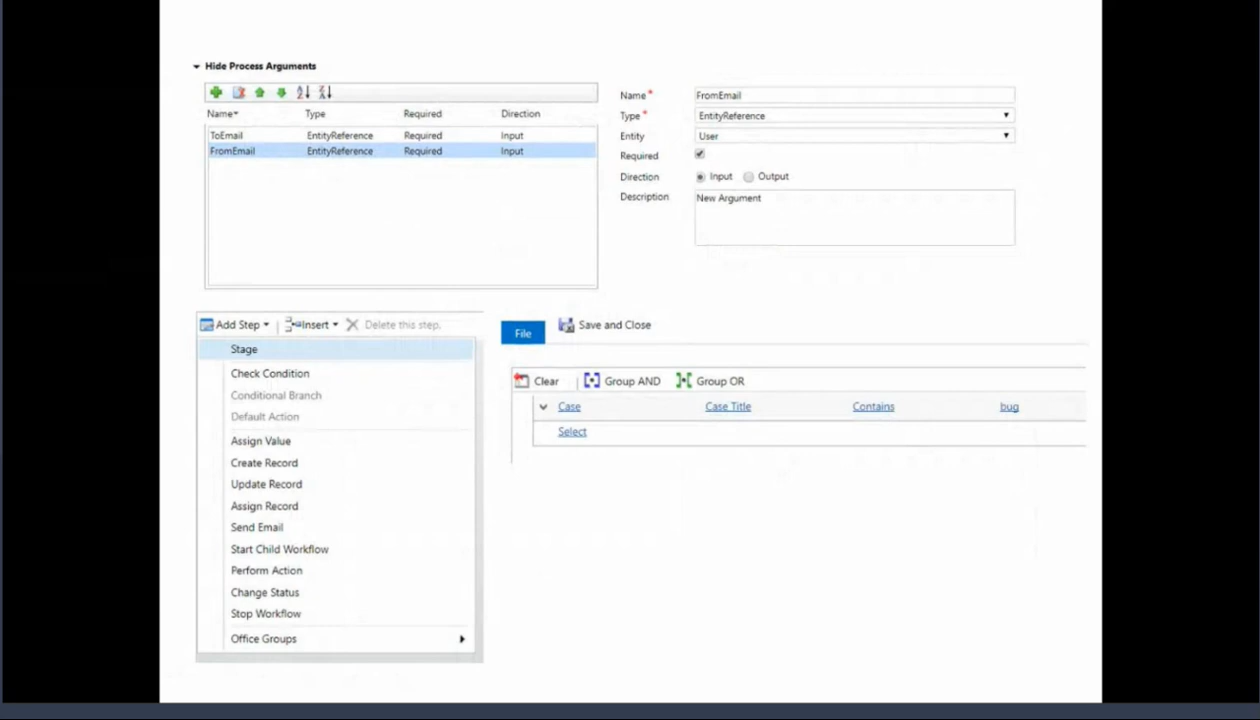 Hide Process Arguments
Name Type Required Direction
ToEmail EntityReference Required Input
FromEmail EntityReference Required Input
Name* FromEmail
Type* EntityReference
Entity User
Required
Direction Input Output
Description New Argument
Add Step Insert Delete this step.
Stage
Check Condition
Conditional Branch
Default Action
Assign Value
Create Record
Update Record
Assign Record
Send Email
Start Child Workflow
Perform Action
Change Status
Stop Workflow
Office Groups
File Save and Close
Clear Group AND Group OR
Case Case Title Contains bug
Select